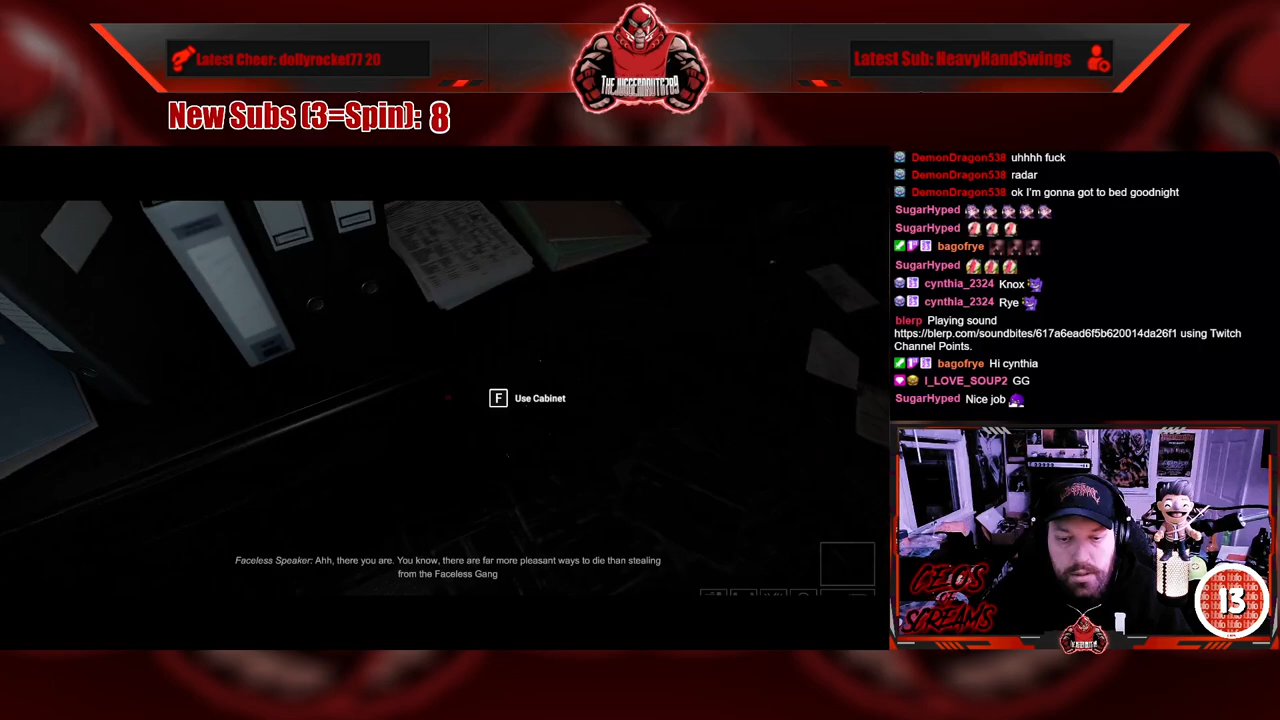 Latest Cheer: dollyrocket77 20
THEJUGGERNAUT6789
Latest Sub: HeavyHandSwings
New Subs (3=Spin): 8
DemonDragon538 uhhhh fuck
DemonDragon538 radar
DemonDragon538 ok I'm gonna got to bed goodnight
SugarHyped
SugarHyped
bagofrye
SugarHyped
cynthia_2324 Knox
cynthia_2324 Rye
blerp Playing sound
https://blerp.com/soundbites/617a6ead6f5b620014da26f1 using Twitch
Channel Points.
bagofrye Hi cynthia
I_LOVE_SOUP2 GG
SugarHyped Nice job
F Use Cabinet
Faceless Speaker: Ahh, there you are. You know, there are far more pleasant ways to die than stealing
from the Faceless Gang
CEOS
OF
SCREAMS
13